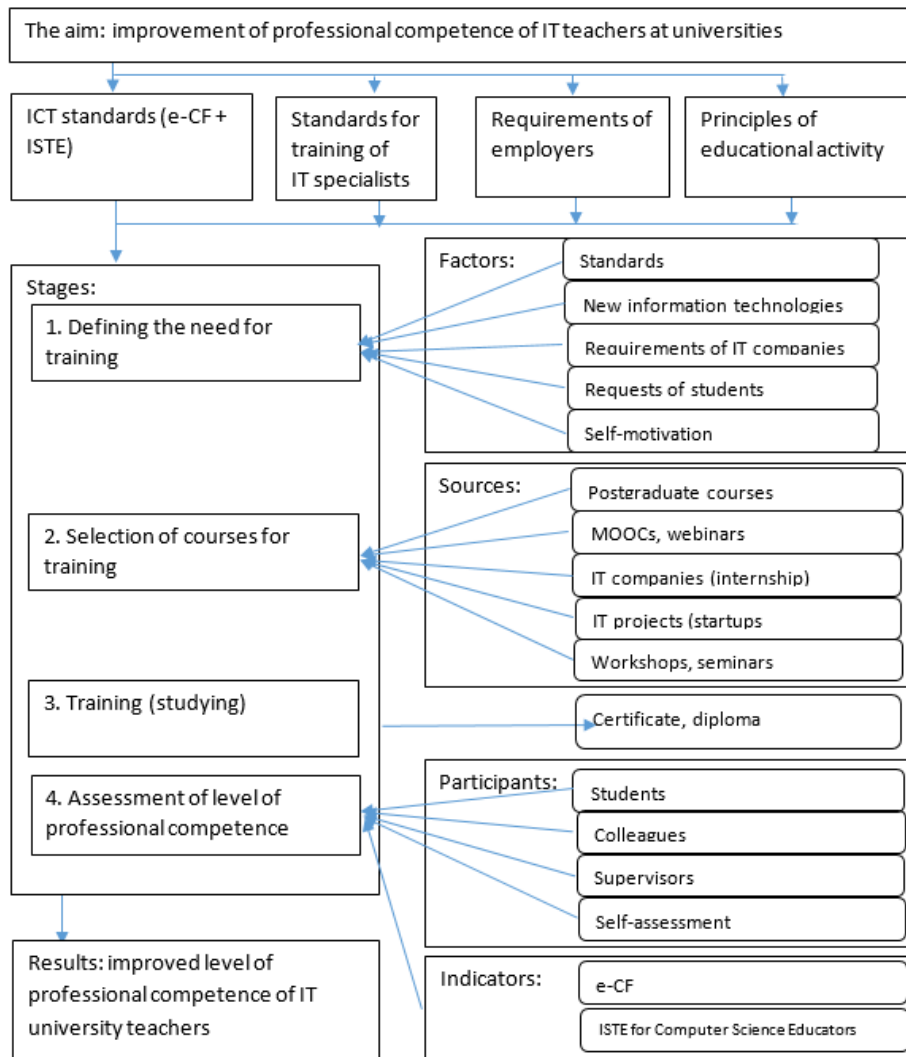 The aim: improvement of professional competence of IT teachers at universities
ICT standards (e-CF +
ISTE)
Standards for
training of
IT specialists
Requirements of
employers
Principles of
educational activity
Stages:
1. Defining the need for
training
Factors:
Standards
New information technologies
Requirements of IT companies
Requests of students
Self-motivation
2. Selection of courses for
training
Sources:
Postgraduate courses
MOOCs, webinars
IT companies (internship)
IT projects (startups
Workshops, seminars
3. Training (studying)
Certificate, diploma
4. Assessment of level of
professional competence
Participants:
Students
Colleagues
Supervisors
Self-assessment
Results: improved level of
professional competence of IT
university teachers
Indicators:
e-CF
ISTE for Computer Science Educators